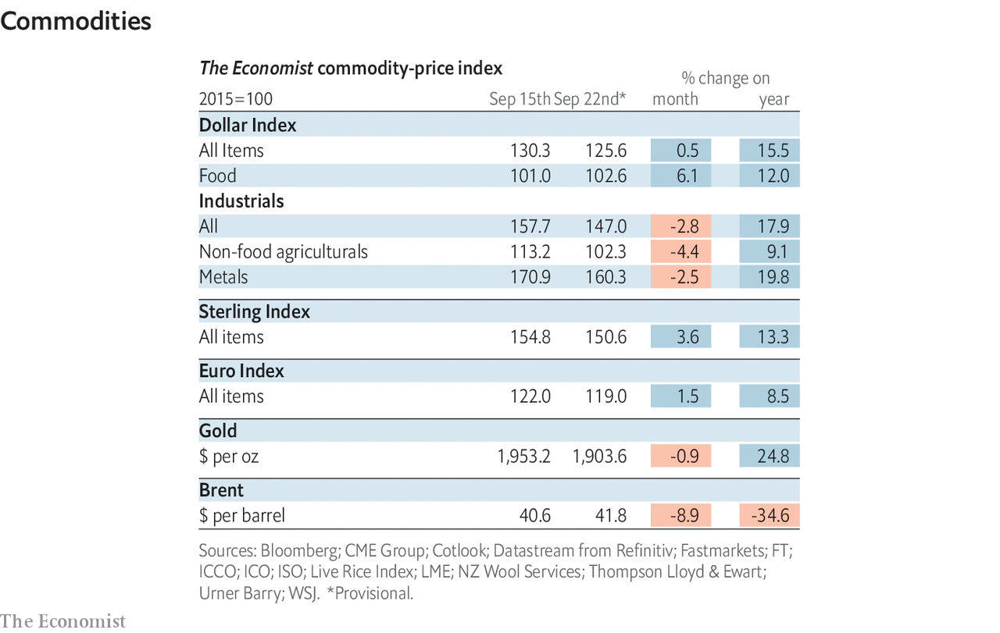 Commodities
The Economist commodity-price index
% change on
2015=100 Sep 15th Sep 22nd* month year
Dollar Index
All Items 130.3 125.6 0.5 15.5
Food 101.0 102.6 6.1 12.0
Industrials
All 157.7 147.0 -2.8 17.9
Non-food agriculturals 113.2 102.3 -4.4 9.1
Metals 170.9 160.3 -2.5 19.8
Sterling Index
All items 154.8 150.6 3.6 13.3
Euro Index
All items 122.0 119.0 1.5 8.5
Gold
$ per oz 1,953.2 1,903.6 -0.9 24.8
Brent
$ per barrel 40.6 41.8 -8.9 -34.6
Sources: Bloomberg; CME Group; Cotlook; Datastream from Refinitiv; Fastmarkets; FT;
ICCO; ICO; ISO; Live Rice Index; LME; NZ Wool Services; Thompson Lloyd & Ewart;
Urner Barry; WSJ. *Provisional.
The Economist